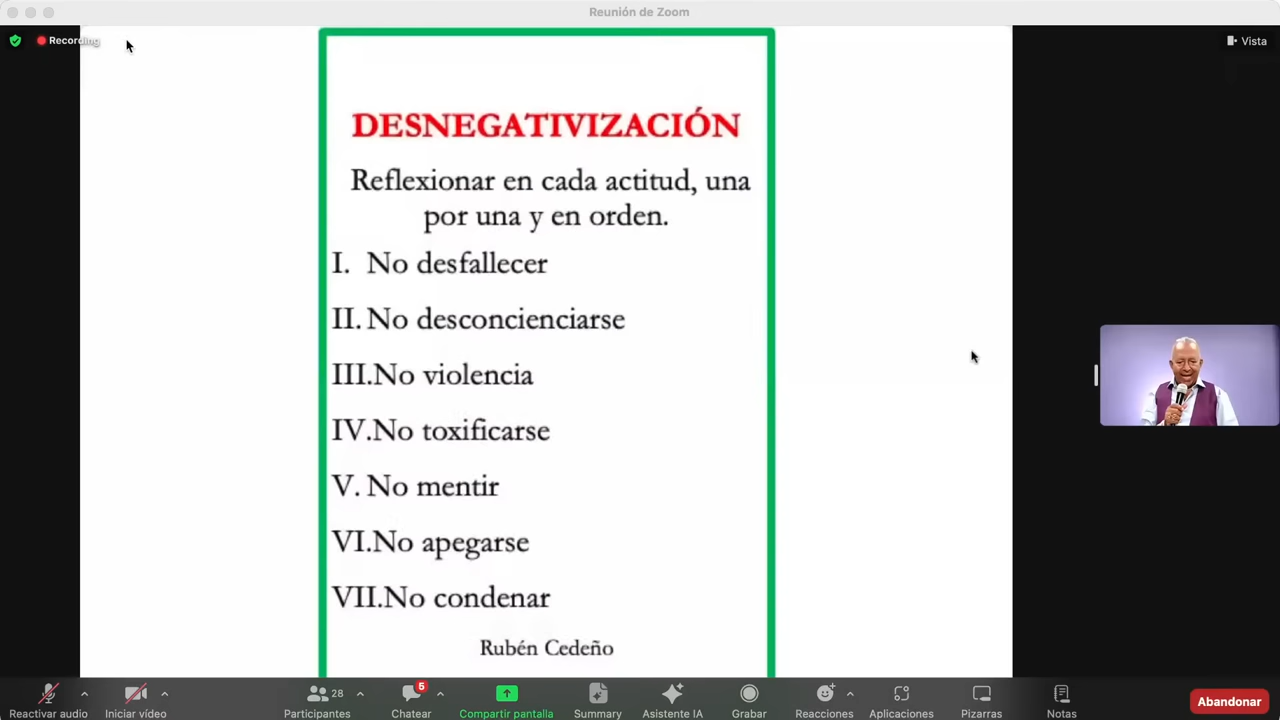 Reunión de Zoom
Recording
Vista
DESNEGATIVIZACIÓN
Reflexionar en cada actitud, una
por una y en orden.
I. No desfallecer
II. No desconcienciarse
III.No violencia
IV.No toxificarse
V. No mentir
VI.No apegarse
VII.No condenar
Rubén Cedeño
28
5
Reactivar audio
Iniciar vídeo
Participantes
Chatear
Compartir pantalla
Summary
Asistente IA
Grabar
Reacciones
Aplicaciones
Pizarras
Notas
Abandonar